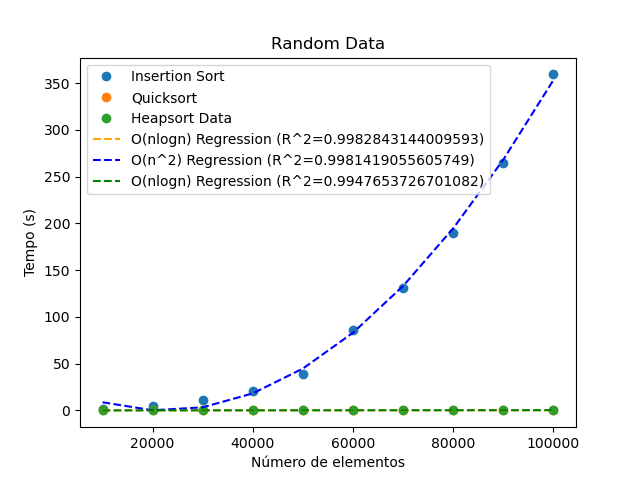 Random Data
Insertion Sort
Quicksort
Heapsort Data
O(nlogn) Regression (R^2=0.9982843144009593)
O(n^2) Regression (R^2=0.9981419055605749)
O(nlogn) Regression (R^2=0.9947653726701082)
Tempo (s)
350
300
250
200
150
100
50
0
20000 40000 60000 80000 100000
Número de elementos